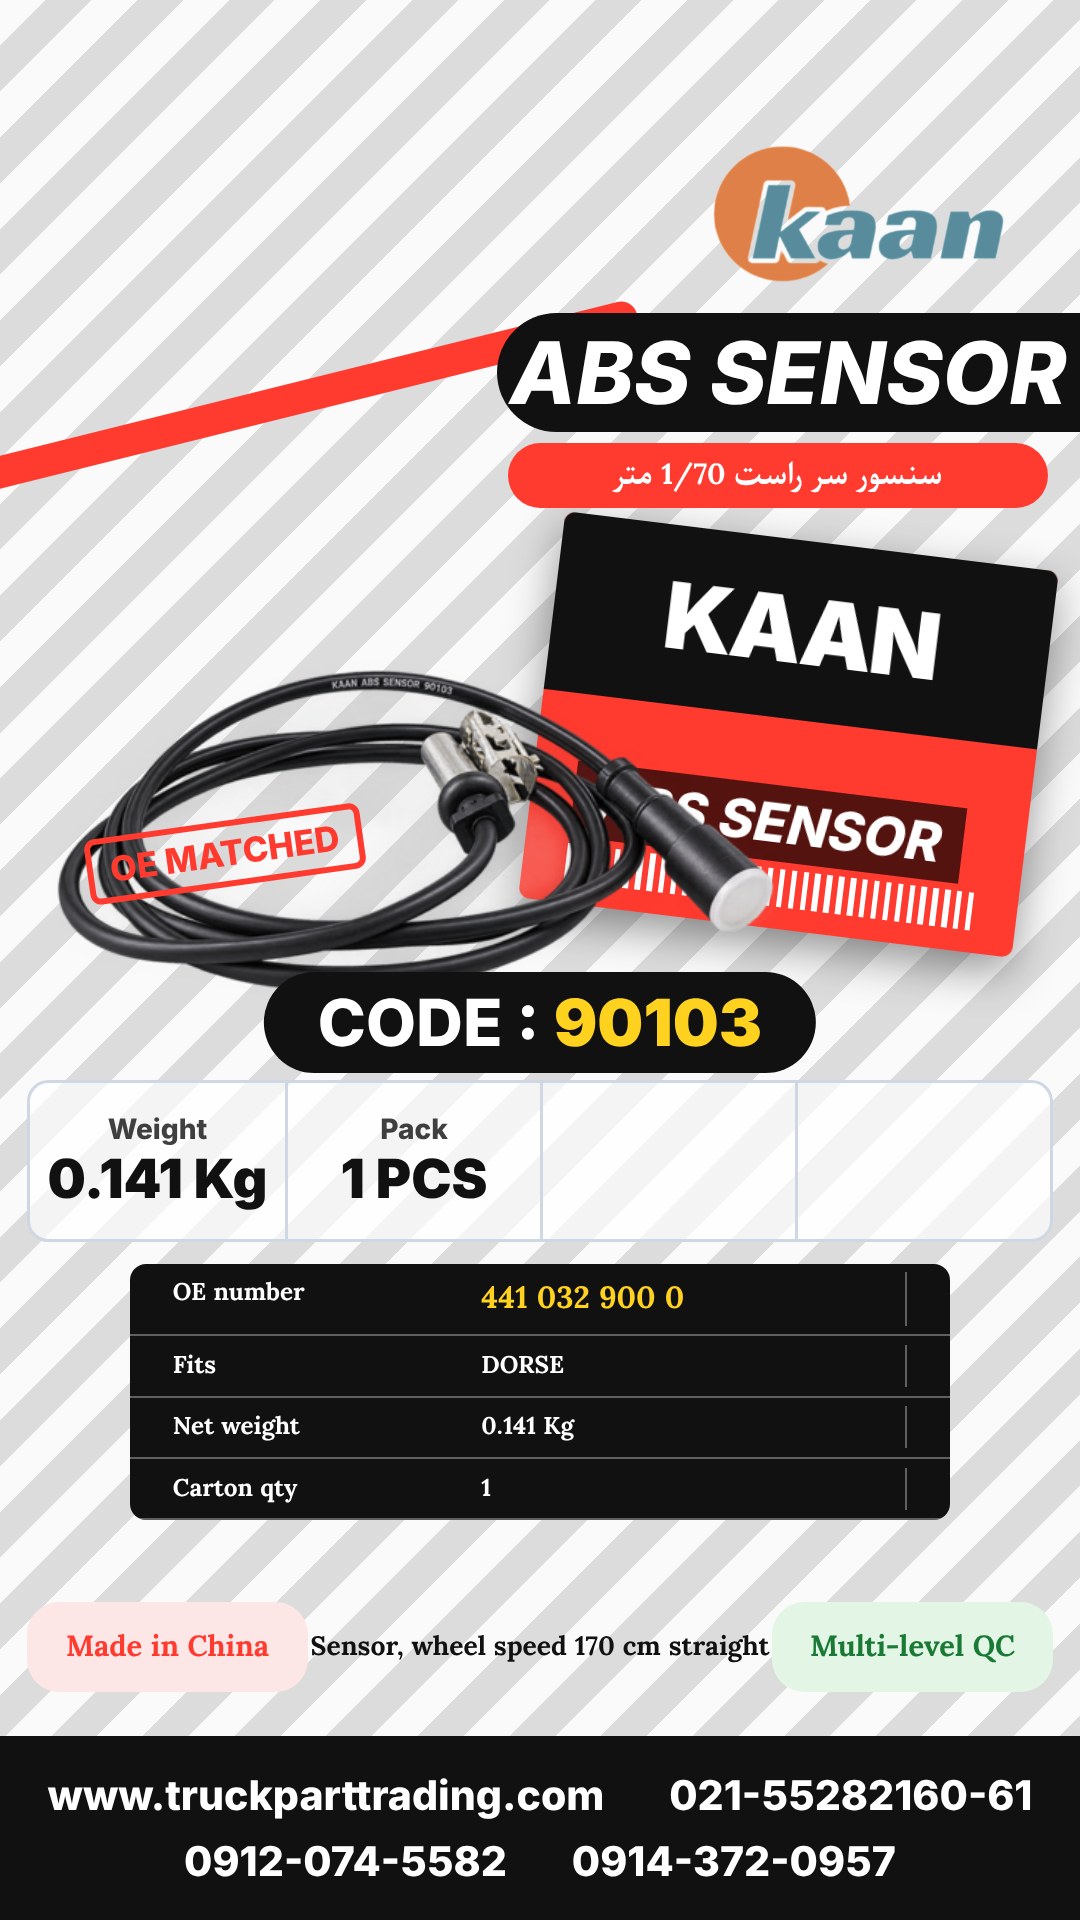 kaan
ABS SENSOR
سنسور سر راست 1/70 متر
KAAN
KAAN ABS SENSOR 90103
SENSOR
OE MATCHED
CODE : 90103
Weight
0.141 Kg
Pack
1 PCS
OE number 441 032 900 0
Fits DORSE
Net weight 0.141 Kg
Carton qty 1
Made in China
Sensor, wheel speed 170 cm straight
Multi-level QC
www.truckparttrading.com 021-55282160-61
0912-074-5582 0914-372-0957